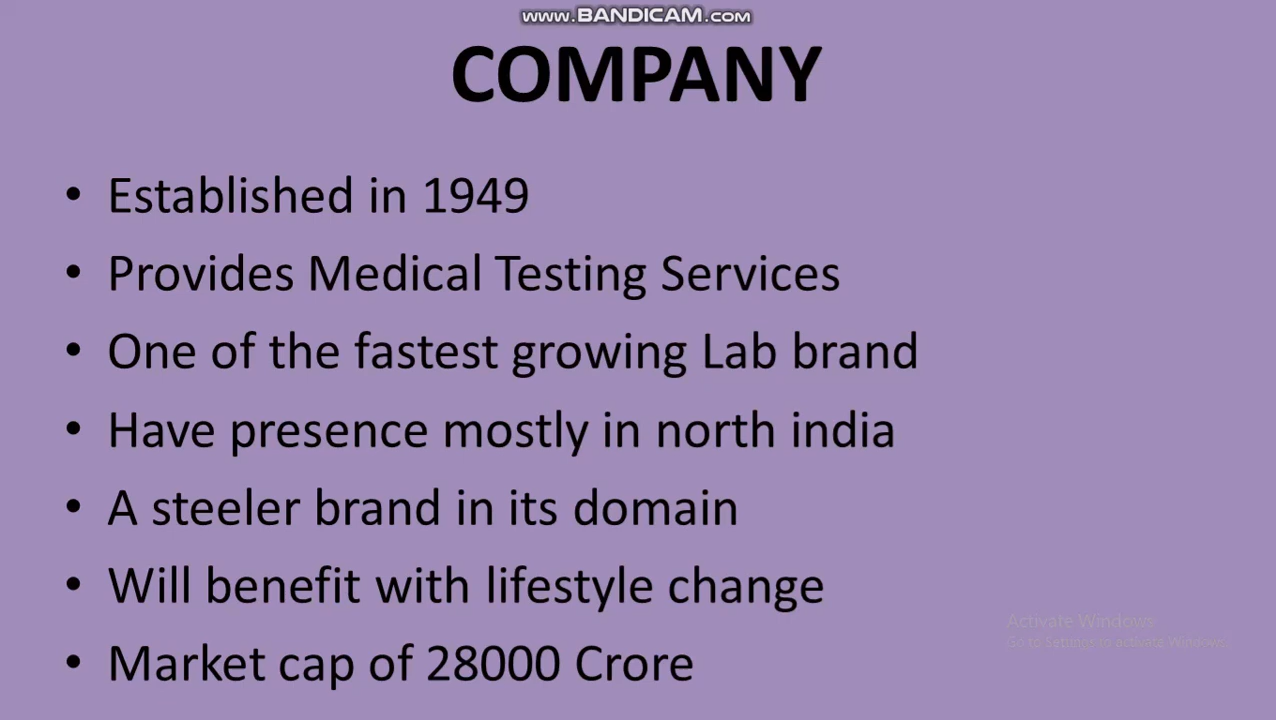 www.BANDICAM.com
COMPANY
• Established in 1949
• Provides Medical Testing Services
• One of the fastest growing Lab brand
• Have presence mostly in north india
• A steeler brand in its domain
• Will benefit with lifestyle change
Activate Windows
Go to Settings to activate Windows.
• Market cap of 28000 Crore